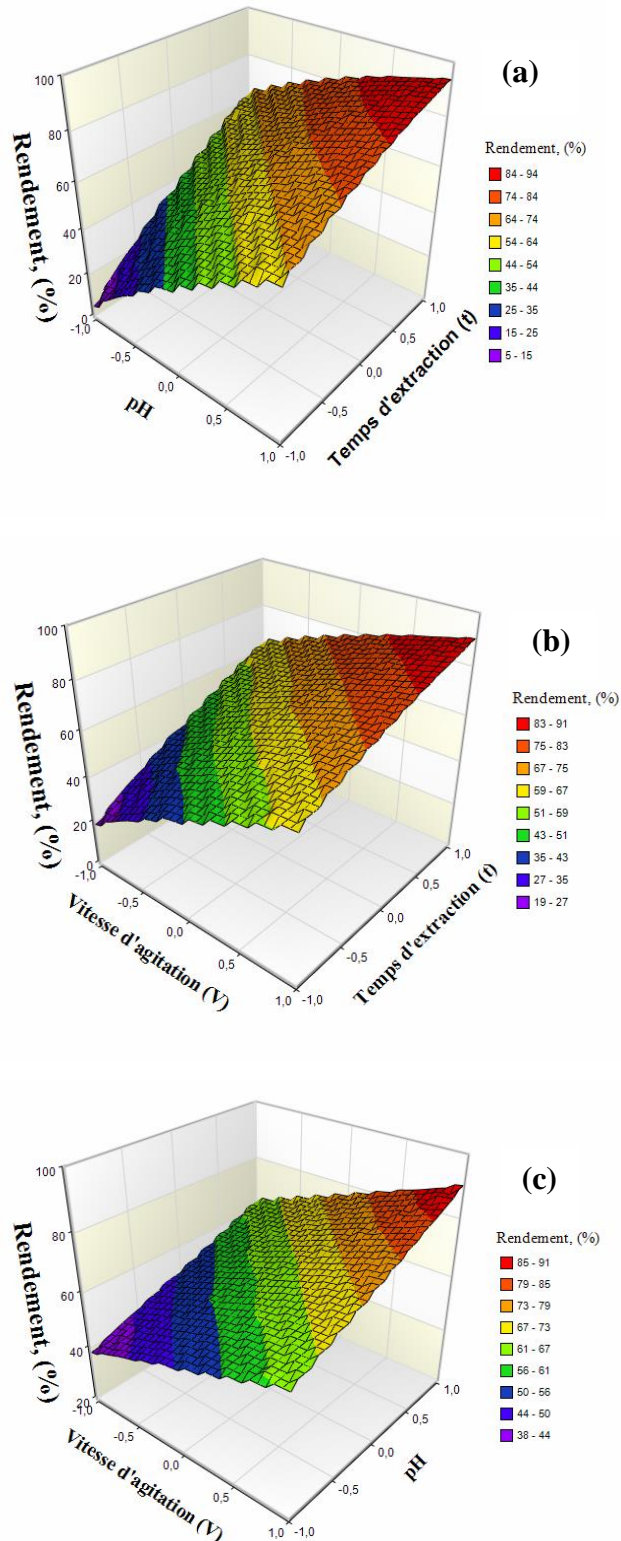 (a)
Rendement, (%)
100
80
60
40
20
0
-1,0
-0,5
0,0
0,5
1,0
pH
-1,0
-0,5
0,0
0,5
1,0
Temps d'extraction (t)
Rendement, (%)
84 - 94
74 - 84
64 - 74
54 - 64
44 - 54
35 - 44
25 - 35
15 - 25
5 - 15
(b)
Rendement, (%)
100
80
60
40
20
0
-1,0
-0,5
0,0
0,5
1,0
Vitesse d'agitation (V)
-1,0
-0,5
0,0
0,5
1,0
Temps d'extraction (t)
Rendement, (%)
83 - 91
75 - 83
67 - 75
59 - 67
51 - 59
43 - 51
35 - 43
27 - 35
19 - 27
(c)
Rendement, (%)
100
80
60
40
20
-1,0
-0,5
0,0
0,5
1,0
Vitesse d'agitation (V)
-1,0
-0,5
0,0
0,5
1,0
pH
Rendement, (%)
85 - 91
79 - 85
73 - 79
67 - 73
61 - 67
56 - 61
50 - 56
44 - 50
38 - 44